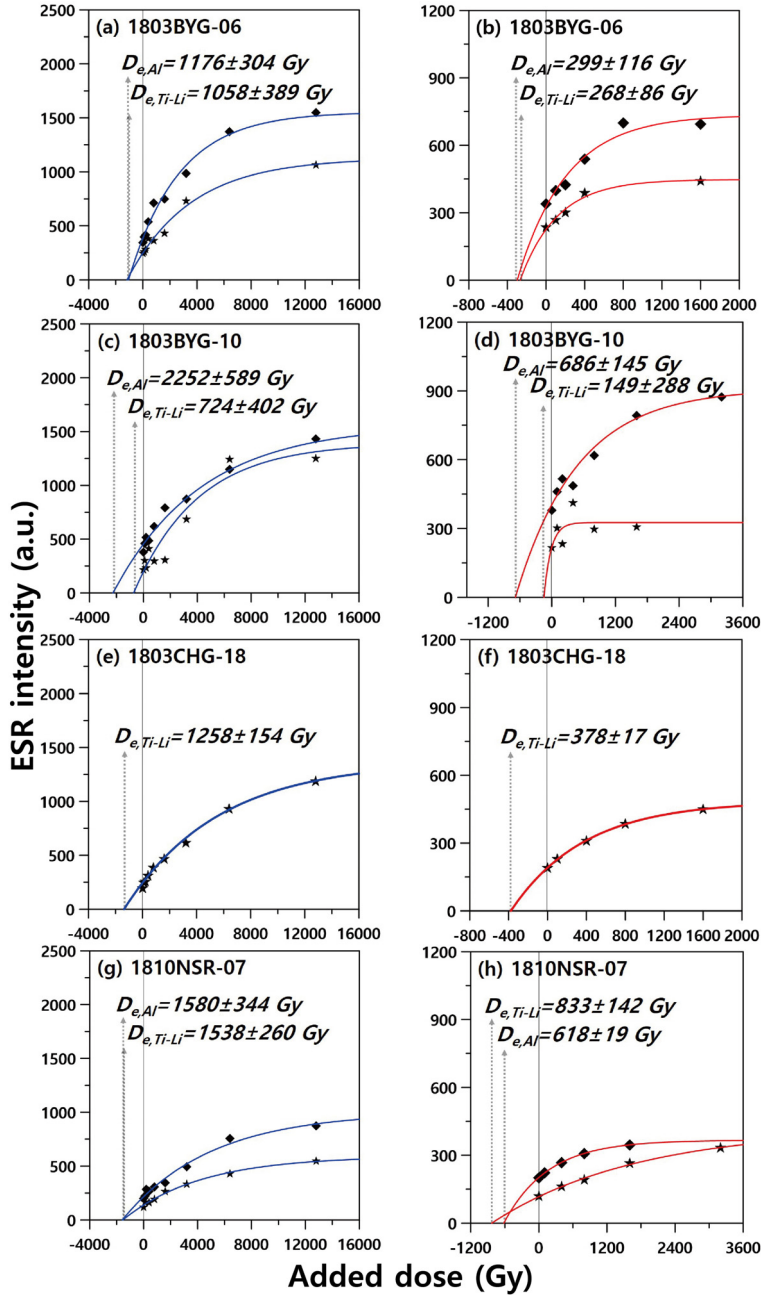 (a) 1803BYG-06
De,Al=1176±304 Gy
De,Ti-Li=1058±389 Gy
2500
2000
1500
1000
500
0
-4000 0 4000 8000 12000 16000
(b) 1803BYG-06
De,Al=299±116 Gy
De,Ti-Li=268±86 Gy
1200
900
600
300
0
-800 -400 0 400 800 1200 1600 2000
(c) 1803BYG-10
De,Al=2252±589 Gy
De,Ti-Li=724±402 Gy
2500
2000
1500
1000
500
0
-4000 0 4000 8000 12000 16000
(d) 1803BYG-10
De,Al=686±145 Gy
De,Ti-Li=149±288 Gy
1200
900
600
300
0
-1200 0 1200 2400 3600
(e) 1803CHG-18
De,Ti-Li=1258±154 Gy
2500
2000
1500
1000
500
0
-4000 0 4000 8000 12000 16000
(f) 1803CHG-18
De,Ti-Li=378±17 Gy
1200
900
600
300
0
-800 -400 0 400 800 1200 1600 2000
(g) 1810NSR-07
De,Al=1580±344 Gy
De,Ti-Li=1538±260 Gy
2500
2000
1500
1000
500
0
-4000 0 4000 8000 12000 16000
(h) 1810NSR-07
De,Ti-Li=833±142 Gy
De,Al=618±19 Gy
1200
900
600
300
0
-1200 0 1200 2400 3600
ESR intensity (a.u.)
Added dose (Gy)